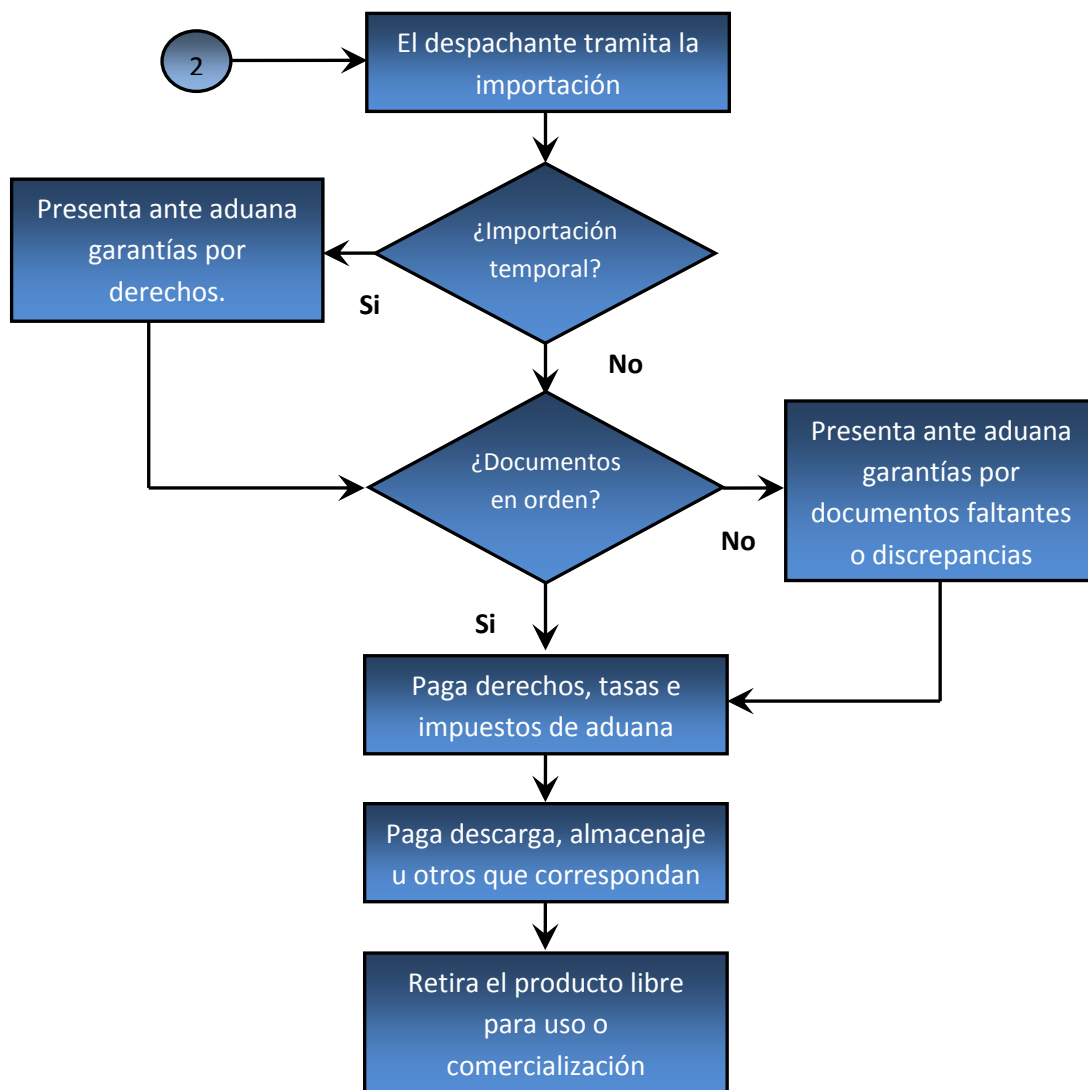 2
El despachante tramita la
importación
Presenta ante aduana
garantías por
derechos.
¿Importación
temporal?
Si
No
¿Documentos
en orden?
Presenta ante aduana
garantías por
documentos faltantes
o discrepancias
No
Si
Paga derechos, tasas e
impuestos de aduana
Paga descarga, almacenaje
u otros que correspondan
Retira el producto libre
para uso o
comercialización